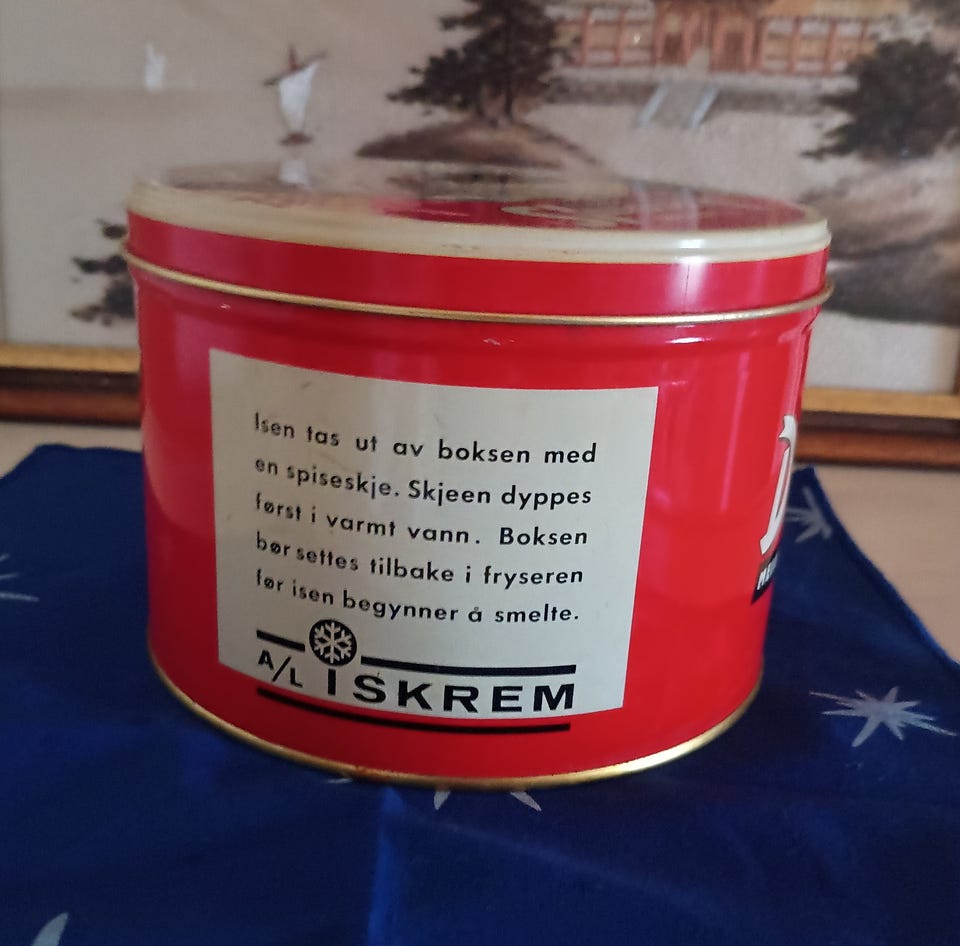 Isen tas ut av boksen med
en spiseskje. Skjeen dyppes
først i varmt vann. Boksen
bør settes tilbake i fryseren
før isen begynner å smelte.
A/L ISKREM